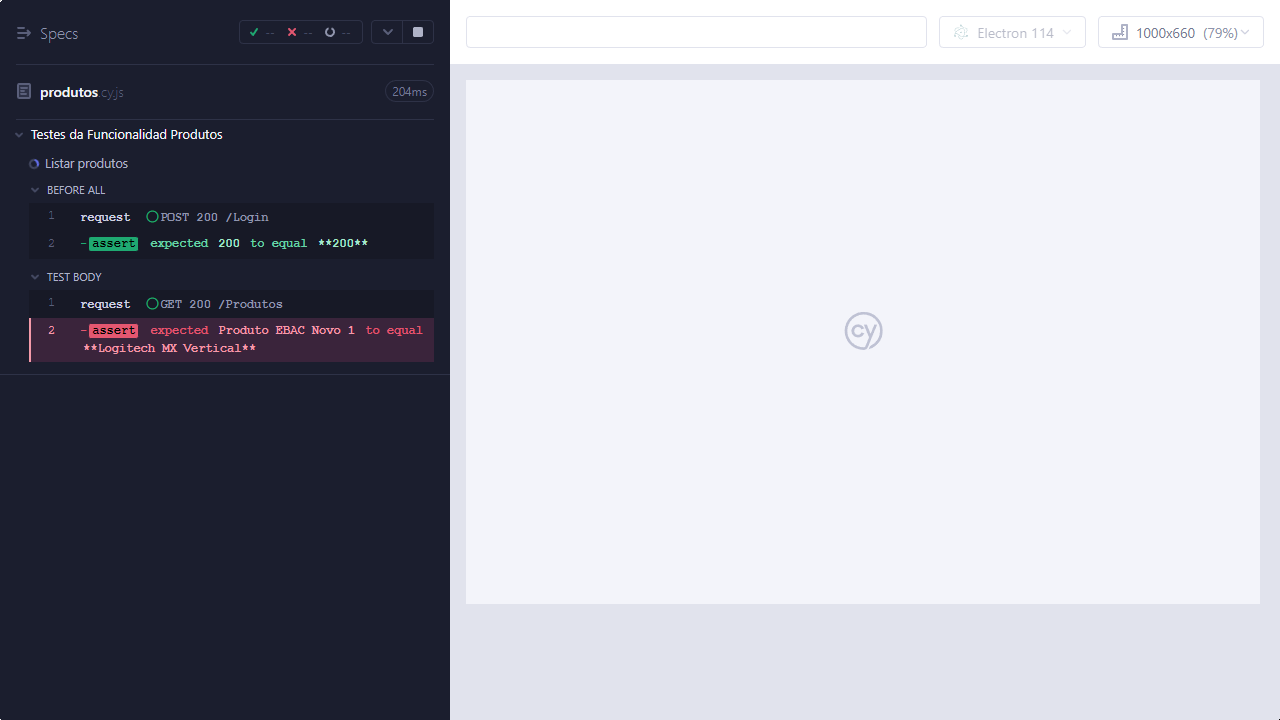 Specs
-- -- --
Electron 114
1000x660 (79%)
produtos.cy.js
204ms
Testes da Funcionalidad Produtos
Listar produtos
BEFORE ALL
1 request POST 200 /Login
2 -assert expected 200 to equal **200**
TEST BODY
1 request GET 200 /Produtos
2 -assert expected Produto EBAC Novo 1 to equal
**Logitech MX Vertical**
cy